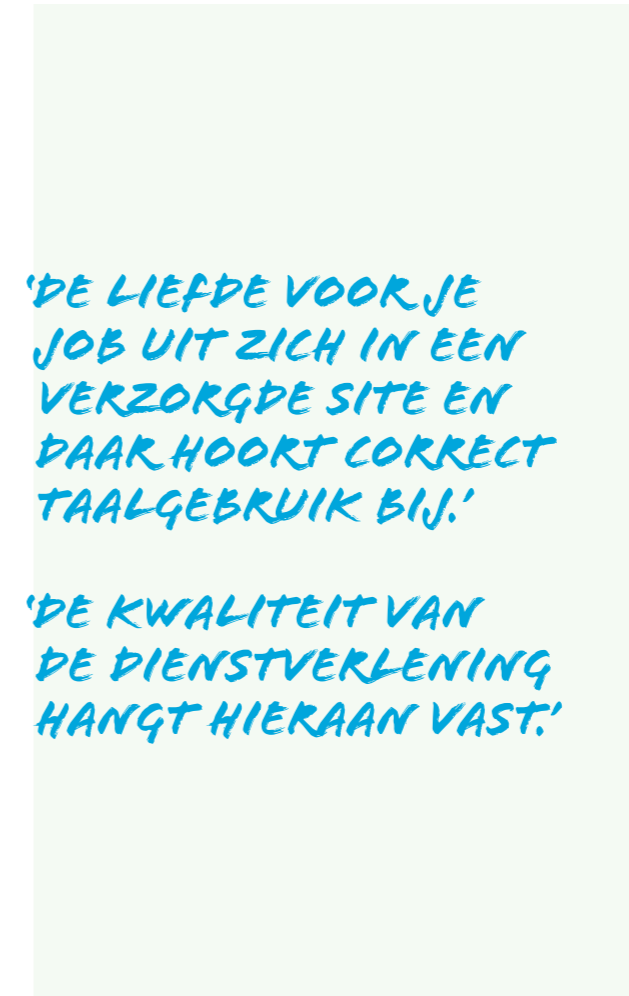 ‘DE LIEFDE VOOR JE
JOB UIT ZICH IN EEN
VERZORGDE SITE EN
DAAR HOORT CORRECT
TAALGEBRUIK BIJ.’
‘DE KWALITEIT VAN
DE DIENSTVERLENING
HANGT HIERAAN VAST.’